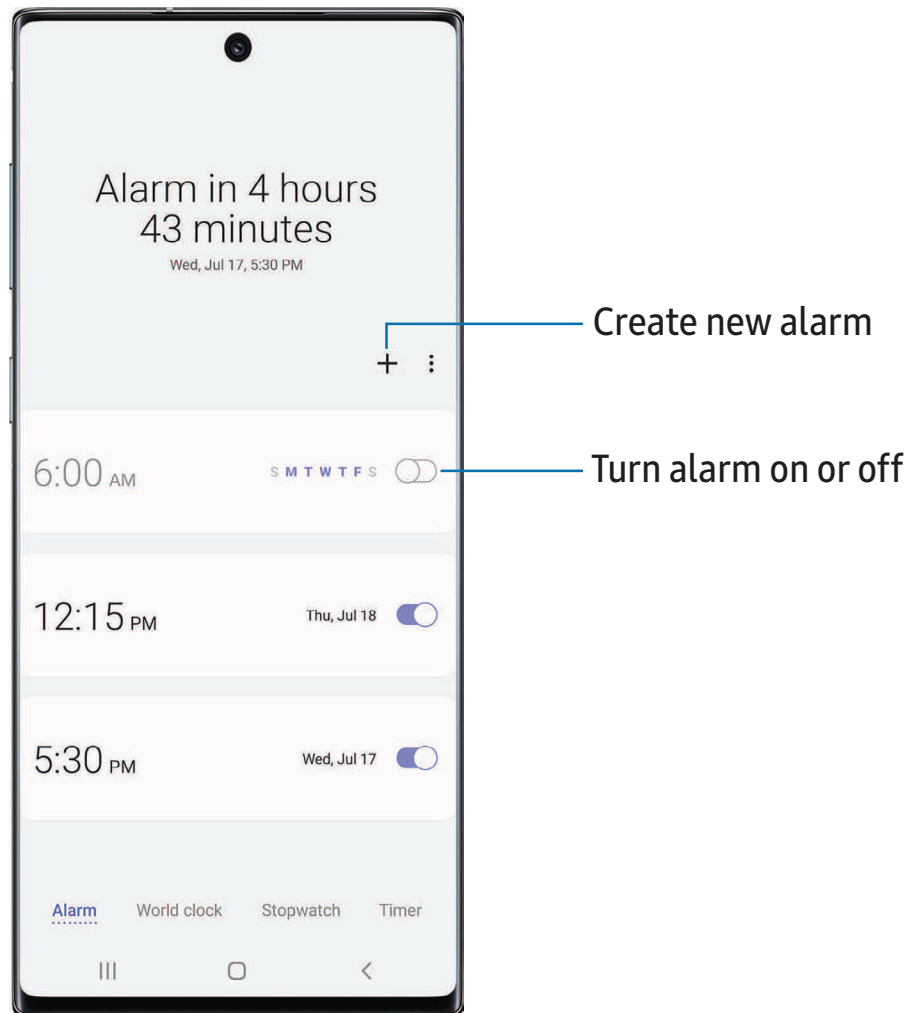 Alarm in 4 hours
43 minutes
Wed, Jul 17, 5:30 PM
Create new alarm
6:00 AM S M T W T F S
Turn alarm on or off
12:15 PM Thu, Jul 18
5:30 PM Wed, Jul 17
Alarm World clock Stopwatch Timer